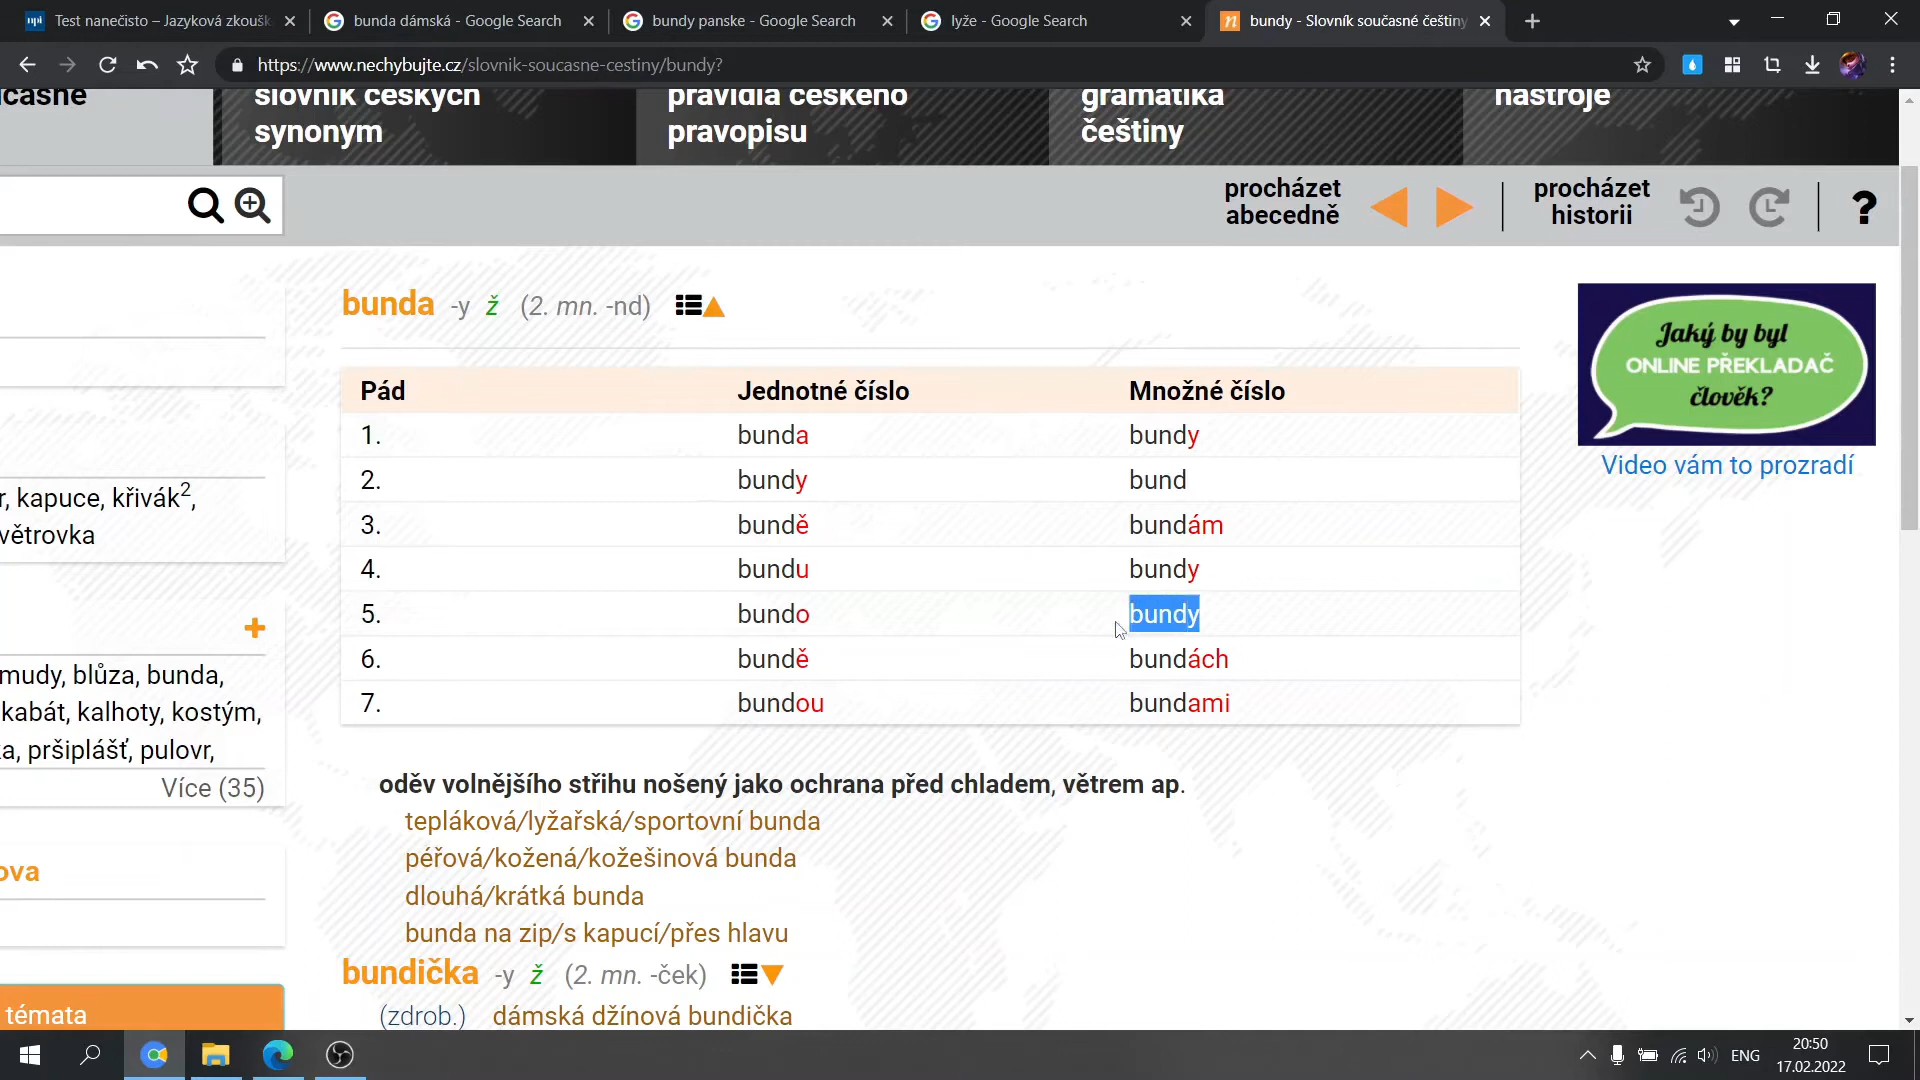 Test nanečisto – Jazyková zkoušk
bunda dámská - Google Search
bundy panske - Google Search
lyže - Google Search
bundy - Slovník současné češtiny
https://www.nechybujte.cz/slovnik-soucasne-cestiny/bundy?
slovník českých
synonym
pravidla českého
pravopisu
gramatika
češtiny
nástroje
procházet
abecedně
procházet
historii
?
r, kapuce, křivák2,
větrovka
mudy, blůza, bunda,
kabát, kalhoty, kostým,
ka, pršiplášť, pulovr,
Více (35)
ova
témata
bunda -y ž (2. mn. -nd)
Pád Jednotné číslo Množné číslo
1. bunda bundy
2. bundy bund
3. bundě bundám
4. bundu bundy
5. bundo bundy
6. bundě bundách
7. bundou bundami
oděv volnějšího střihu nošený jako ochrana před chladem, větrem ap.
tepláková/lyžařská/sportovní bunda
péřová/kožená/kožešinová bunda
dlouhá/krátká bunda
bunda na zip/s kapucí/přes hlavu
bundička -y ž (2. mn. -ček)
(zdrob.) dámská džínová bundička
Jaký by byl
ONLINE PŘEKLADAČ
člověk?
Video vám to prozradí
ENG
20:50
17.02.2022